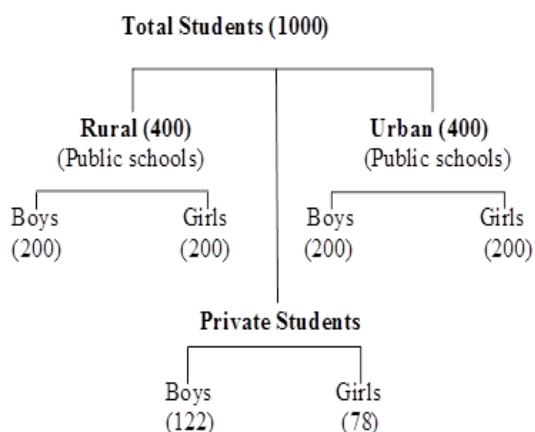 Total Students (1000)
Rural (400)
(Public schools)
Urban (400)
(Public schools)
Boys
(200)
Girls
(200)
Boys
(200)
Girls
(200)
Private Students
Boys
(122)
Girls
(78)